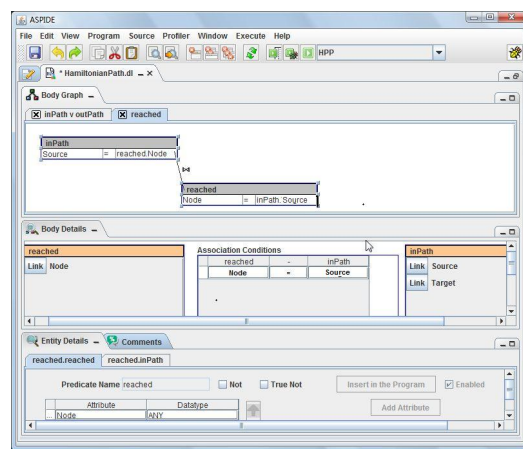 ASPIDE
File Edit View Program Source Profiler Window Execute Help
HPP
* HamiltonianPath.dl
Body Graph
inPath v outPath reached
inPath
Source = reached.Node
reached
Node = inPath.Source
Body Details
reached
Link Node
Association Conditions
reached - inPath
Node = Source
inPath
Link Source
Link Target
Entity Details Comments
reached.reached reached.inPath
Predicate Name reached Not True Not Insert in the Program Enabled
Attribute Datatype
Add Attribute
... Node ANY